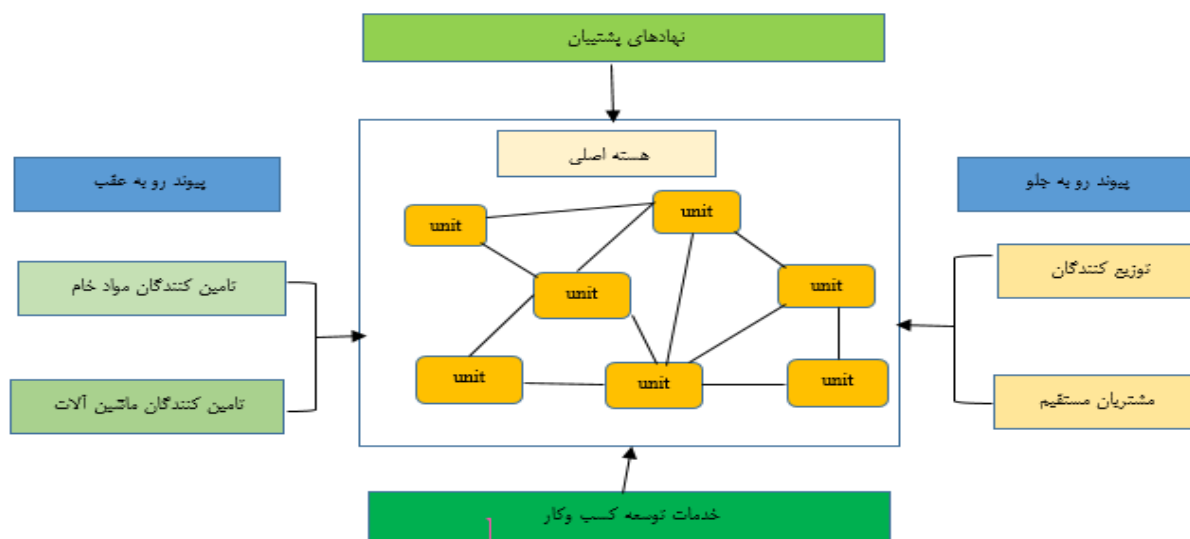 نهادهای پشتیبان
هسته اصلی
پیوند رو به عقب
پیوند رو به جلو
unit
unit
توزیع کنندگان
تامین کنندگان مواد خام
unit
unit
unit
unit
unit
مشتریان مستقیم
تامین کنندگان ماشین آلات
خدمات توسعه کسب وکار